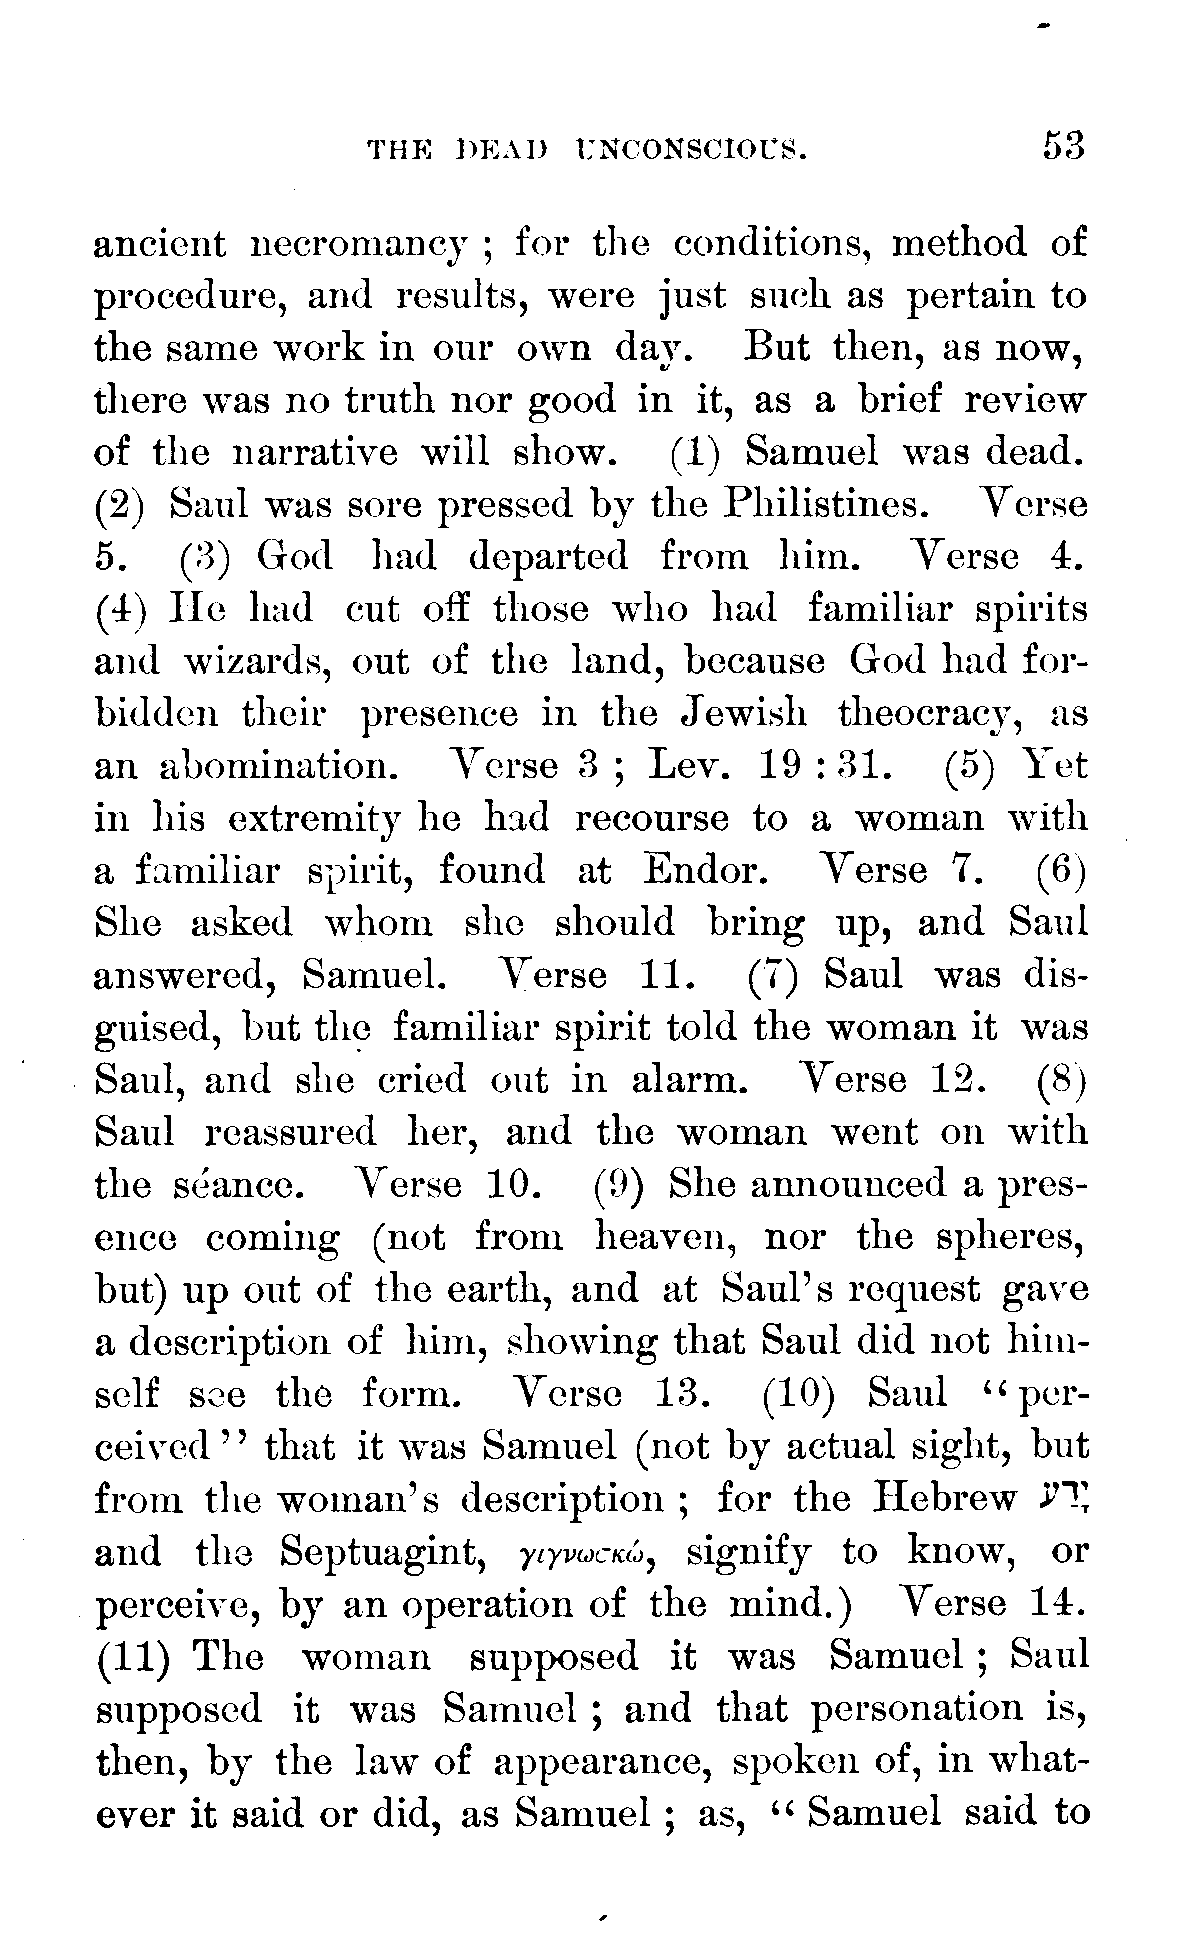 THE DEAD UNCONSCIOUS. 53
ancient necromancy ; for the conditions, method of
procedure, and results, were just such as pertain to
the same work in our own day. But then, as now,
there was no truth nor good in it, as a brief review
of the narrative will show. (1) Samuel was dead.
(2) Saul was sore pressed by the Philistines. Verse
5. (3) God had departed from him. Verse 4.
(4) He had cut off those who had familiar spirits
and wizards, out of the land, because God had for-
bidden their presence in the Jewish theocracy, as
an abomination. Verse 3 ; Lev. 19 : 31. (5) Yet
in his extremity he had recourse to a woman with
a familiar spirit, found at Endor. Verse 7. (6)
She asked whom she should bring up, and Saul
answered, Samuel. Verse 11. (7) Saul was dis-
guised, but the familiar spirit told the woman it was
Saul, and she cried out in alarm. Verse 12. (8)
Saul reassured her, and the woman went on with
the séance. Verse 10. (9) She announced a pres-
ence coming (not from heaven, nor the spheres,
but) up out of the earth, and at Saul's request gave
a description of him, showing that Saul did not him-
self see the form. Verse 13. (10) Saul “per-
ceived” that it was Samuel (not by actual sight, but
from the woman's description ; for the Hebrew ידע
and the Septuagint, γιγνωσκώ, signify to know, or
perceive, by an operation of the mind.) Verse 14.
(11) The woman supposed it was Samuel ; Saul
supposed it was Samuel ; and that personation is,
then, by the law of appearance, spoken of, in what-
ever it said or did, as Samuel ; as, “Samuel said to